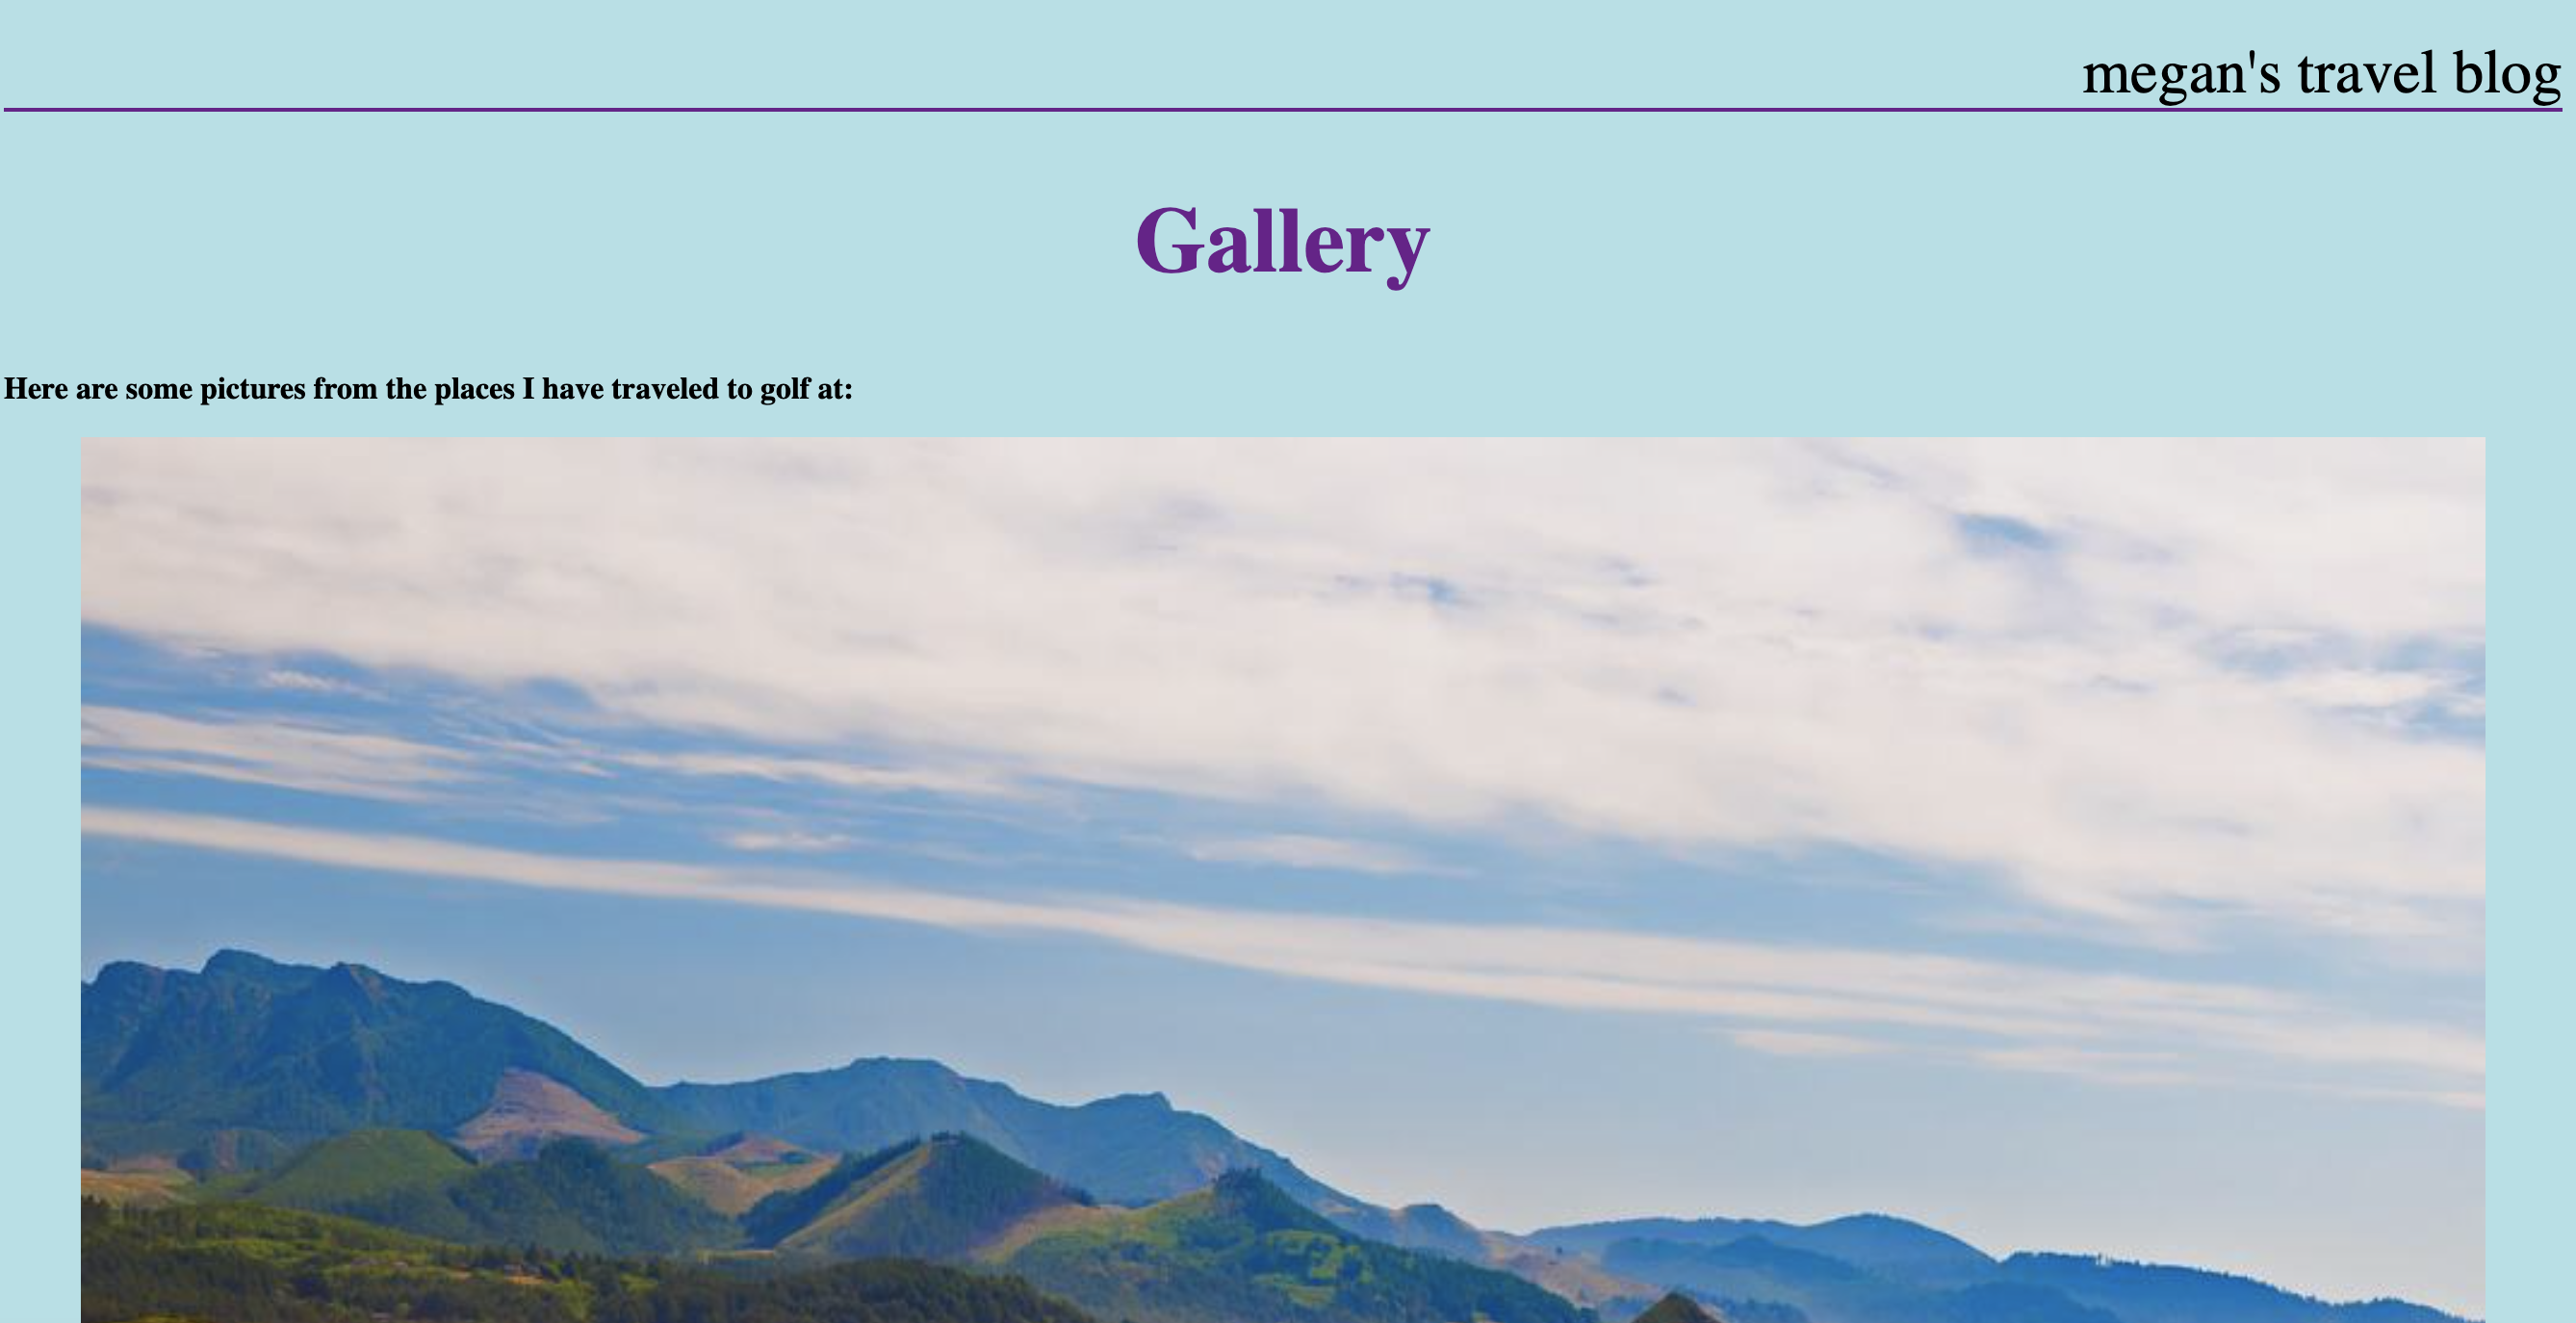 megan's travel blog
Gallery
Here are some pictures from the places I have traveled to golf at: